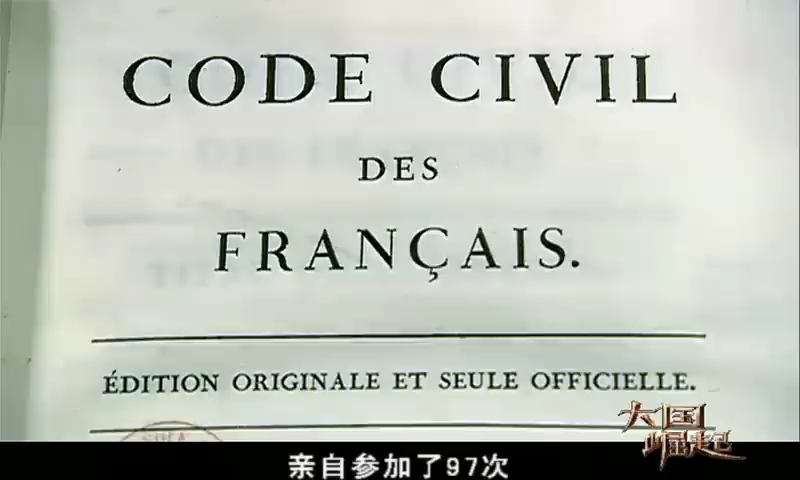 CODE CIVIL
DES
FRANÇAIS.
ÉDITION ORIGINALE ET SEULE OFFICIELLE.
大国
崛起
亲自参加了97次